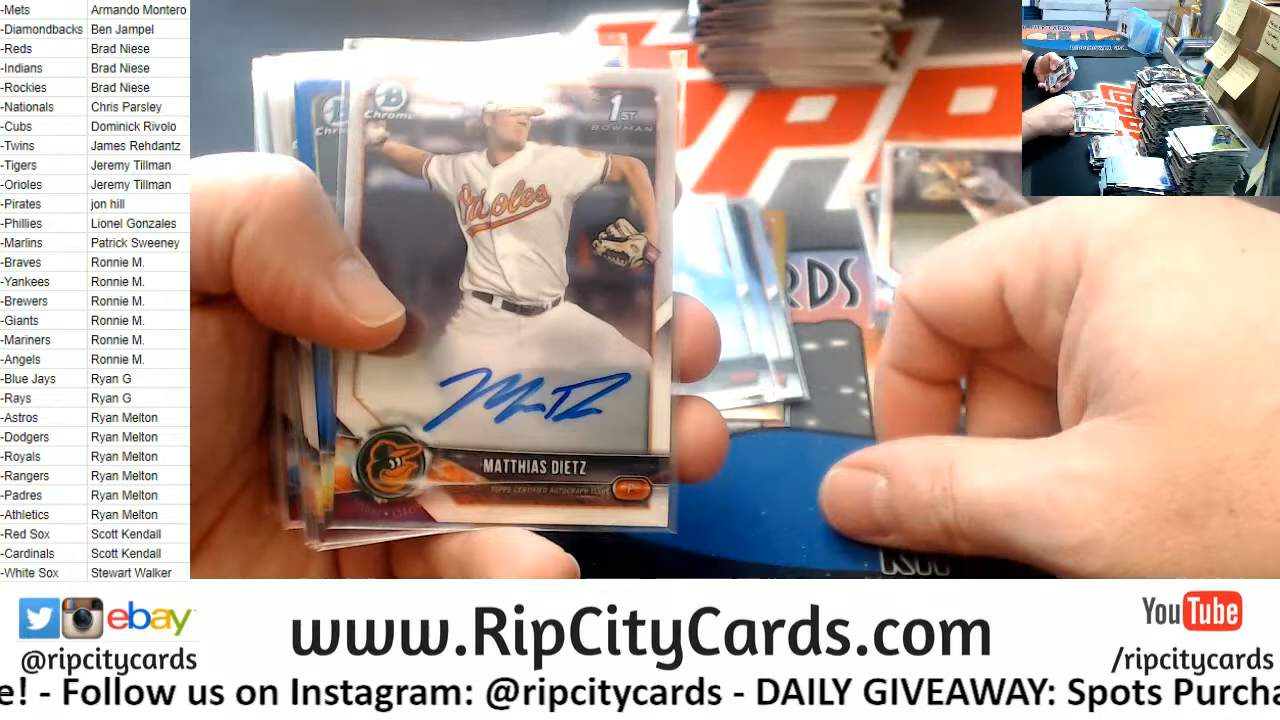 -Mets Armando Montero
-Diamondbacks Ben Jampel
-Reds Brad Niese
-Indians Brad Niese
-Rockies Brad Niese
-Nationals Chris Parsley
-Cubs Dominick Rivolo
-Twins James Rehdantz
-Tigers Jeremy Tillman
-Orioles Jeremy Tillman
-Pirates jon hill
-Phillies Lionel Gonzales
-Marlins Patrick Sweeney
-Braves Ronnie M.
-Yankees Ronnie M.
-Brewers Ronnie M.
-Giants Ronnie M.
-Mariners Ronnie M.
-Angels Ronnie M.
-Blue Jays Ryan G
-Rays Ryan G
-Astros Ryan Melton
-Dodgers Ryan Melton
-Royals Ryan Melton
-Rangers Ryan Melton
-Padres Ryan Melton
-Athletics Ryan Melton
-Red Sox Scott Kendall
-Cardinals Scott Kendall
-White Sox Stewart Walker
Chrome
1ST
BOWMAN
Orioles
MATTHIAS DIETZ
TOPPS CERTIFIED AUTOGRAPH ISSUE
P
RDS
ebay
@ripcitycards
www.RipCityCards.com
YouTube
/ripcitycards
e! - Follow us on Instagram: @ripcitycards - DAILY GIVEAWAY: Spots Purcha